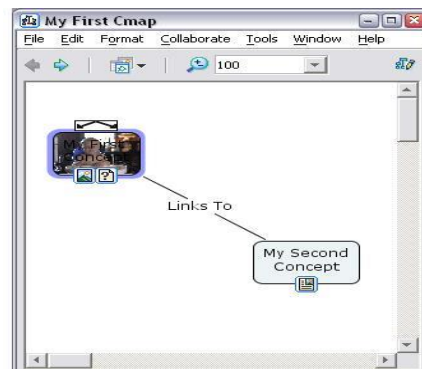 My First Cmap
File Edit Format Collaborate Tools Window Help
100
My First
Concept
Links To
My Second
Concept